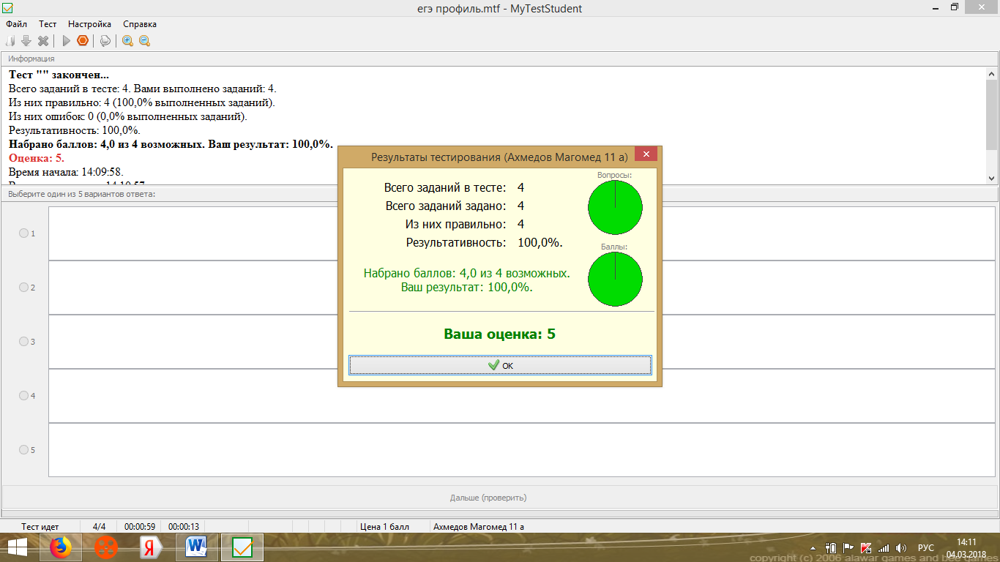 егэ профиль.mtf - MyTestStudent
Файл Тест Настройка Справка
Информация
Тест "" закончен...
Всего заданий в тесте: 4. Вами выполнено заданий: 4.
Из них правильно: 4 (100,0% выполненных заданий).
Из них ошибок: 0 (0,0% выполненных заданий).
Результативность: 100,0%.
Набрано баллов: 4,0 из 4 возможных. Ваш результат: 100,0%.
Оценка: 5.
Время начала: 14:09:58.
Выберите один из 5 вариантов ответа:
1
2
3
4
5
Результаты тестирования (Ахмедов Магомед 11 а)
Всего заданий в тесте: 4
Всего заданий задано: 4
Из них правильно: 4
Результативность: 100,0%.
Вопросы:
Баллы:
Набрано баллов: 4,0 из 4 возможных.
Ваш результат: 100,0%.
Ваша оценка: 5
OK
Дальше (проверить)
Тест идет 4/4 00:00:59 00:00:13 Цена 1 балл Ахмедов Магомед 11 а
РУС
14:11
04.03.2018
copyright (c) 2006 alawar games and bee games